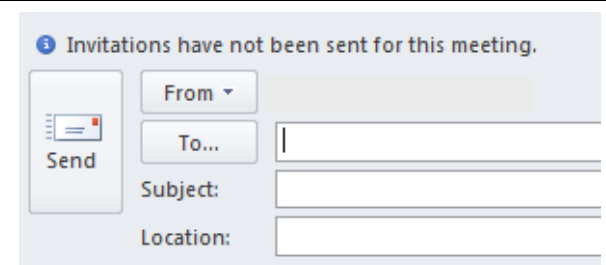 Invitations have not been sent for this meeting.
From
To...
Send
Subject:
Location: